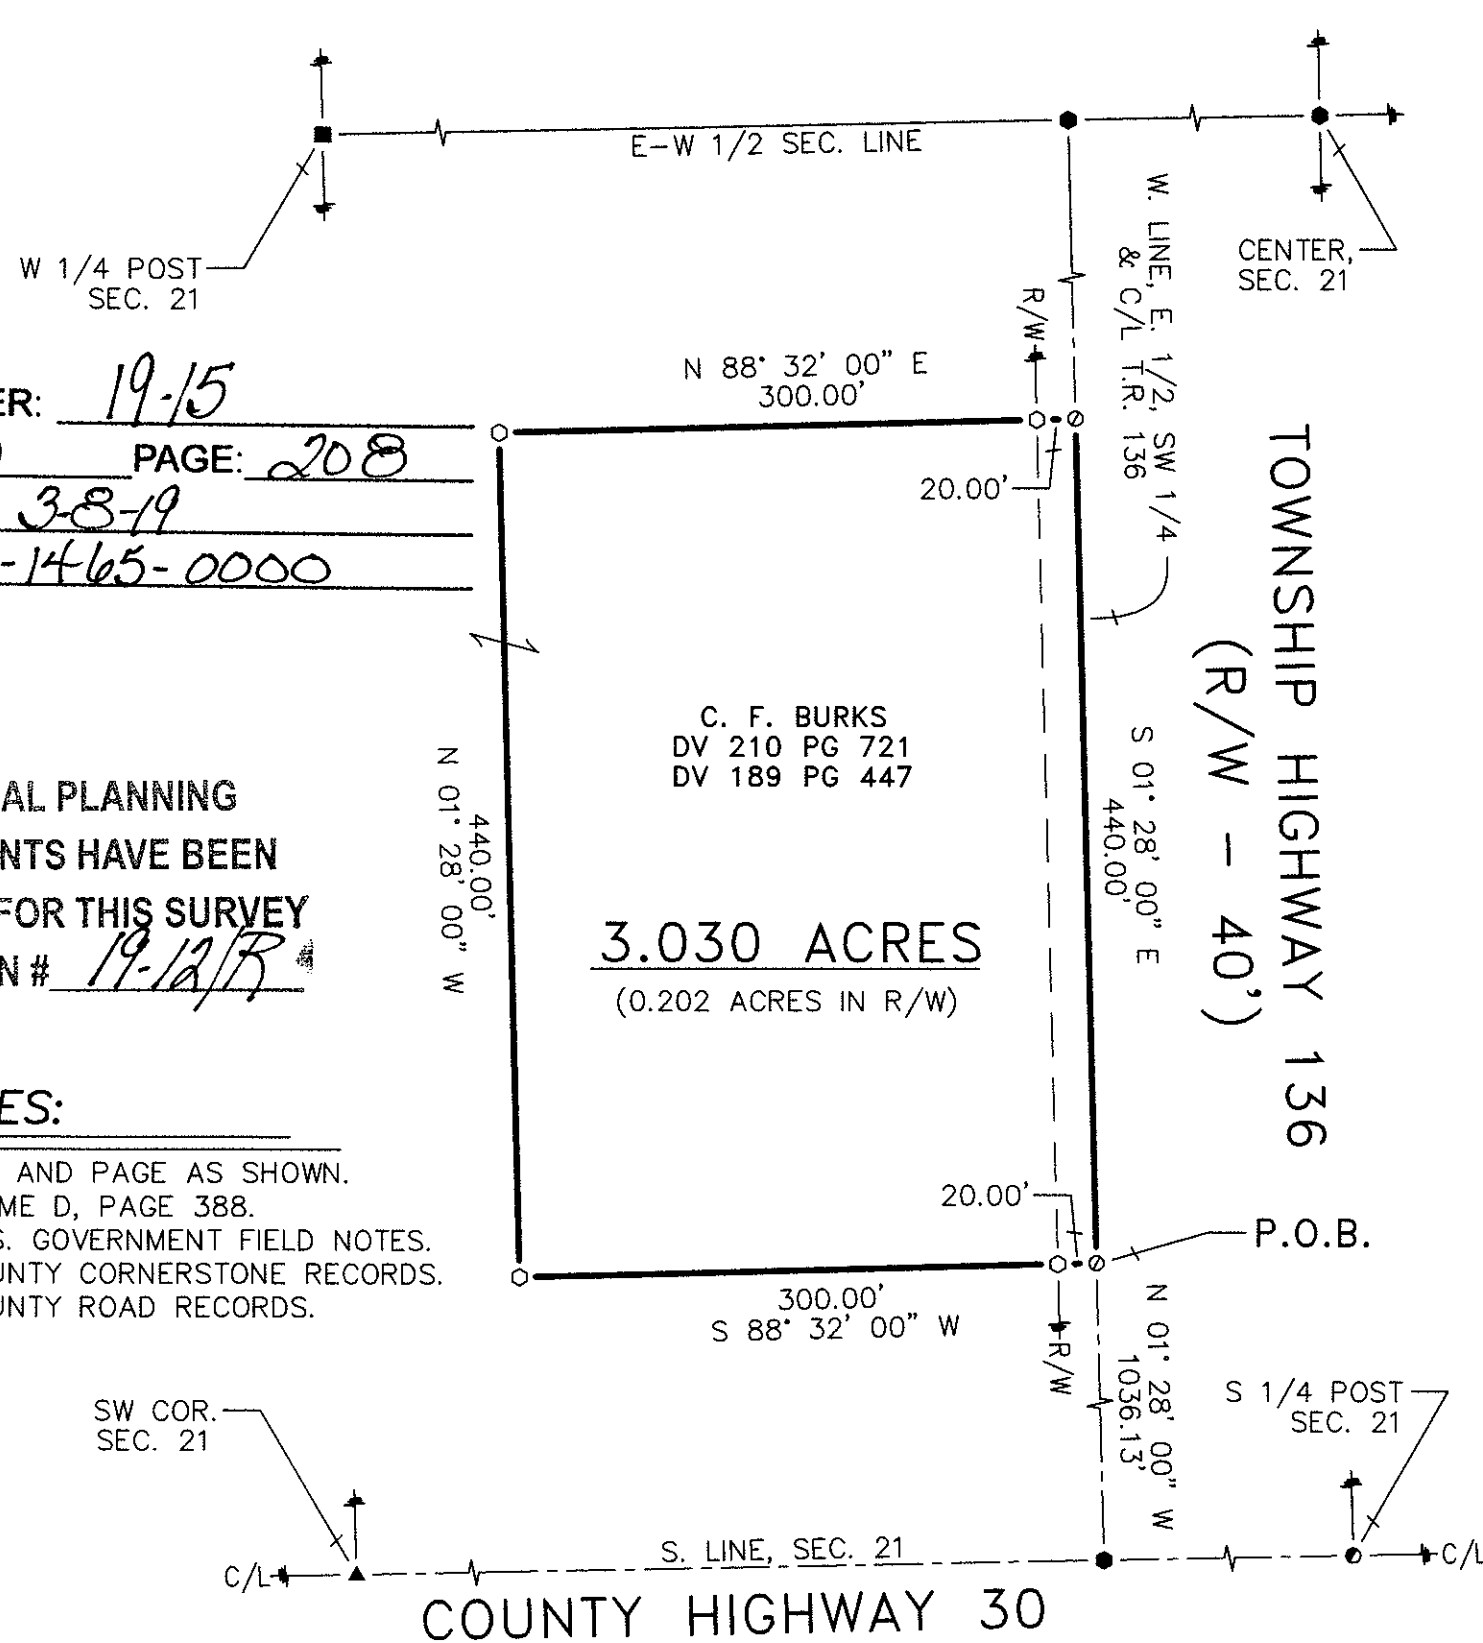 E-W 1/2 SEC. LINE
W 1/4 POST
SEC. 21
CENTER,
SEC. 21
W. LINE, E. 1/2, SW 1/4
& C/L T.R. 136
R/W
N 88° 32' 00" E
300.00'
ER: 19-15
PAGE: 208
3-8-19
-1465-0000
20.00'
TOWNSHIP HIGHWAY 136
(R/W - 40')
C. F. BURKS
DV 210 PG 721
DV 189 PG 447
S 01° 28' 00" E
440.00'
440.00'
N 01° 28' 00" W
AL PLANNING
NTS HAVE BEEN
FOR THIS SURVEY
N # 19-12/R
3.030 ACRES
(0.202 ACRES IN R/W)
ES:
AND PAGE AS SHOWN.
ME D, PAGE 388.
S. GOVERNMENT FIELD NOTES.
UNTY CORNERSTONE RECORDS.
UNTY ROAD RECORDS.
20.00'
P.O.B.
300.00'
S 88° 32' 00" W
R/W
N 01° 28' 00" W
1036.13'
SW COR.
SEC. 21
S 1/4 POST
SEC. 21
C/L
S. LINE, SEC. 21
C/L
COUNTY HIGHWAY 30